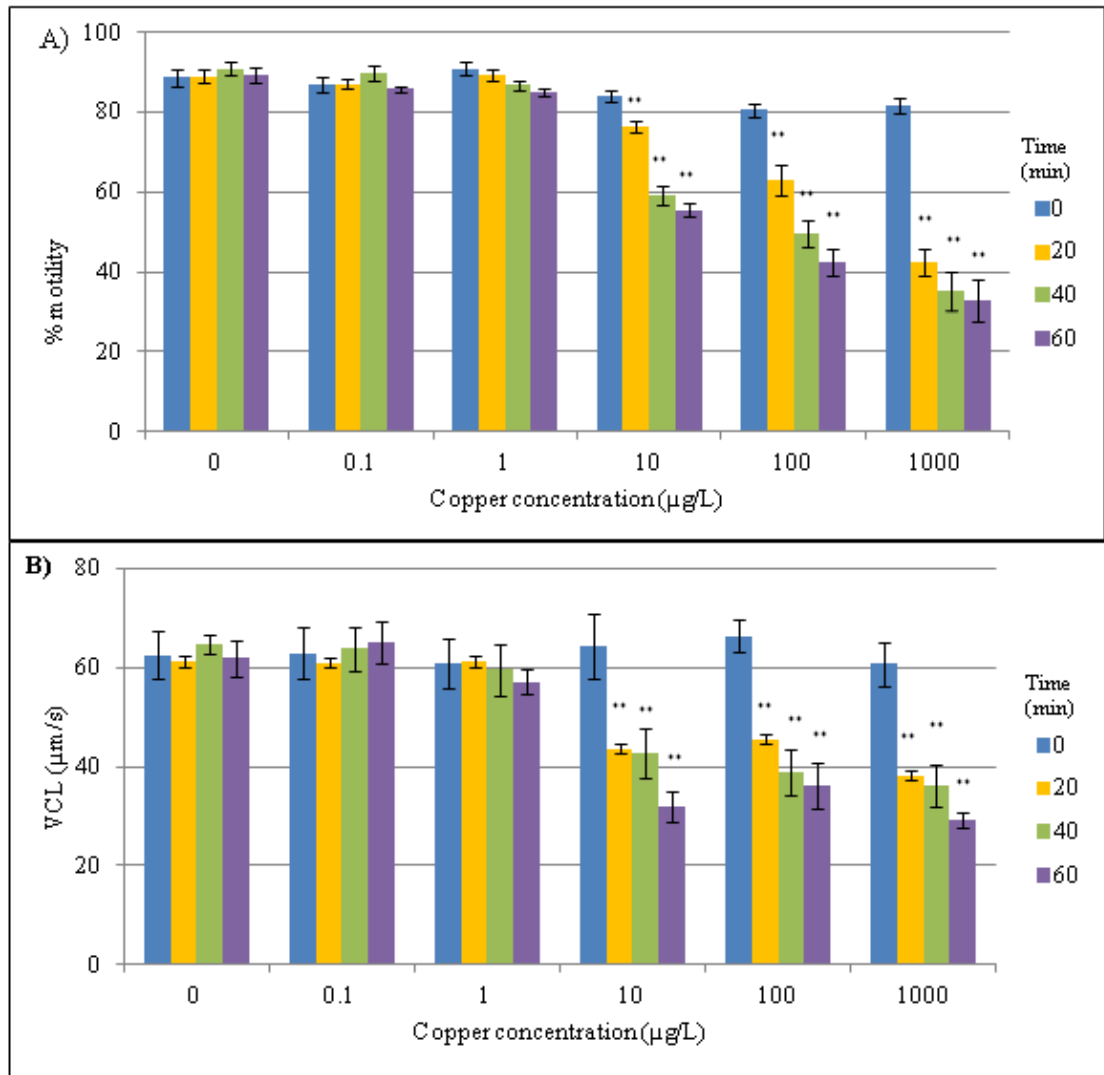 A)
100
80
60
40
20
0
% motility
** ** ** ** ** ** ** ** **
0 0.1 1 10 100 1000
Copper concentration (µg/L)
Time
(min)
0
20
40
60
B)
80
60
40
20
0
VCL (µm/s)
** ** ** ** ** ** ** ** **
0 0.1 1 10 100 1000
Copper concentration (µg/L)
Time
(min)
0
20
40
60